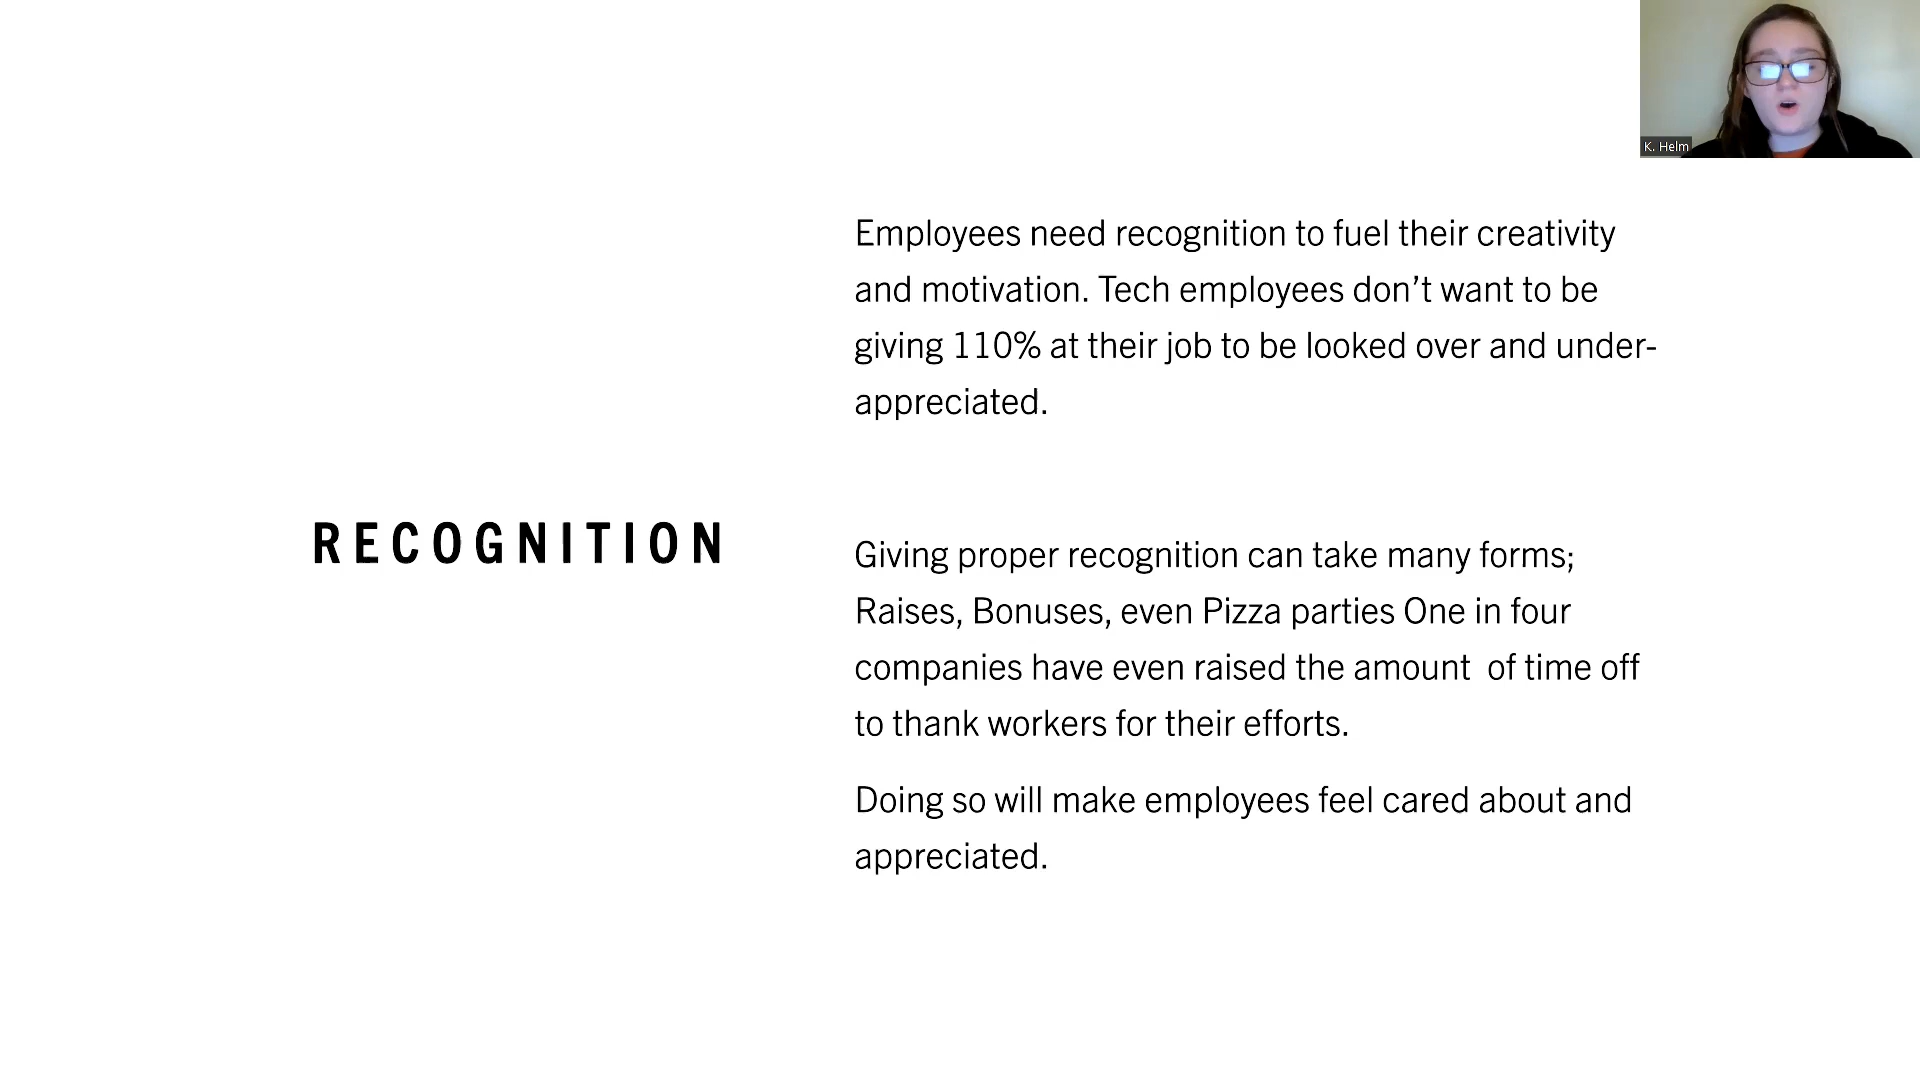 K. Helm
Employees need recognition to fuel their creativity
and motivation. Tech employees don’t want to be
giving 110% at their job to be looked over and under-
appreciated.
RECOGNITION
Giving proper recognition can take many forms;
Raises, Bonuses, even Pizza parties One in four
companies have even raised the amount  of time off
to thank workers for their efforts.
Doing so will make employees feel cared about and
appreciated.